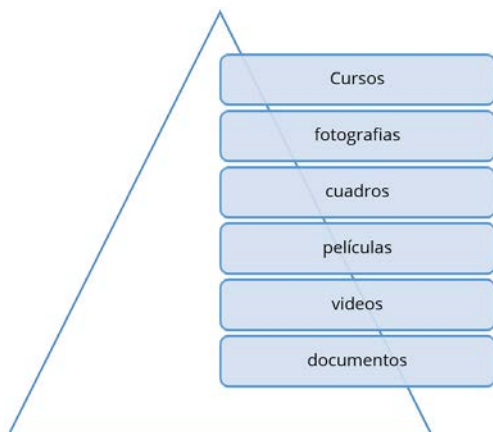 Cursos
fotografias
cuadros
películas
videos
documentos